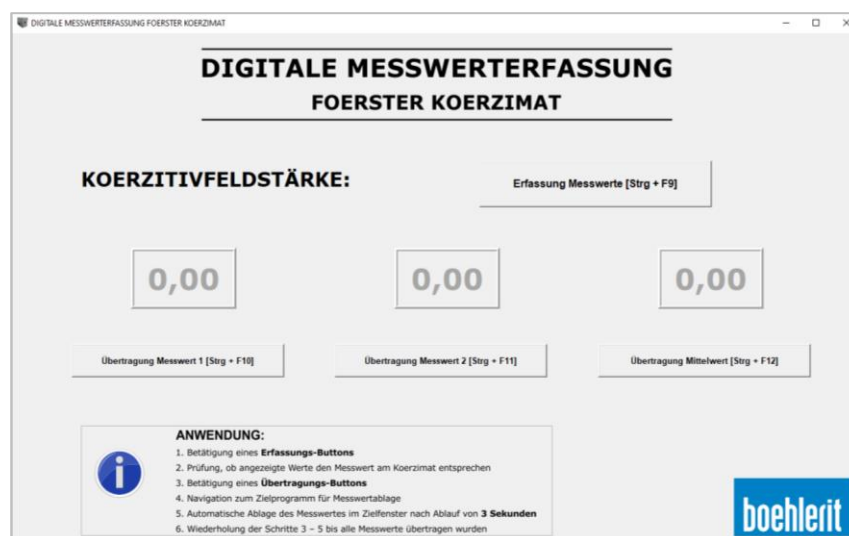 DIGITALE MESSWERTERFASSUNG FOERSTER KOERZIMAT
DIGITALE MESSWERTERFASSUNG
FOERSTER KOERZIMAT
KOERZITIVFELDSTÄRKE:
Erfassung Messwerte [Strg + F9]
0,00
0,00
0,00
Übertragung Messwert 1 [Strg + F10]
Übertragung Messwert 2 [Strg + F11]
Übertragung Mittelwert [Strg + F12]
ANWENDUNG:
1. Betätigung eines Erfassungs-Buttons
2. Prüfung, ob angezeigte Werte den Messwert am Koerzimat entsprechen
3. Betätigung eines Übertragungs-Buttons
4. Navigation zum Zielprogramm für Messwertablage
5. Automatische Ablage des Messwertes im Zielfenster nach Ablauf von 3 Sekunden
6. Wiederholung der Schritte 3 – 5 bis alle Messwerte übertragen wurden
boehlerit